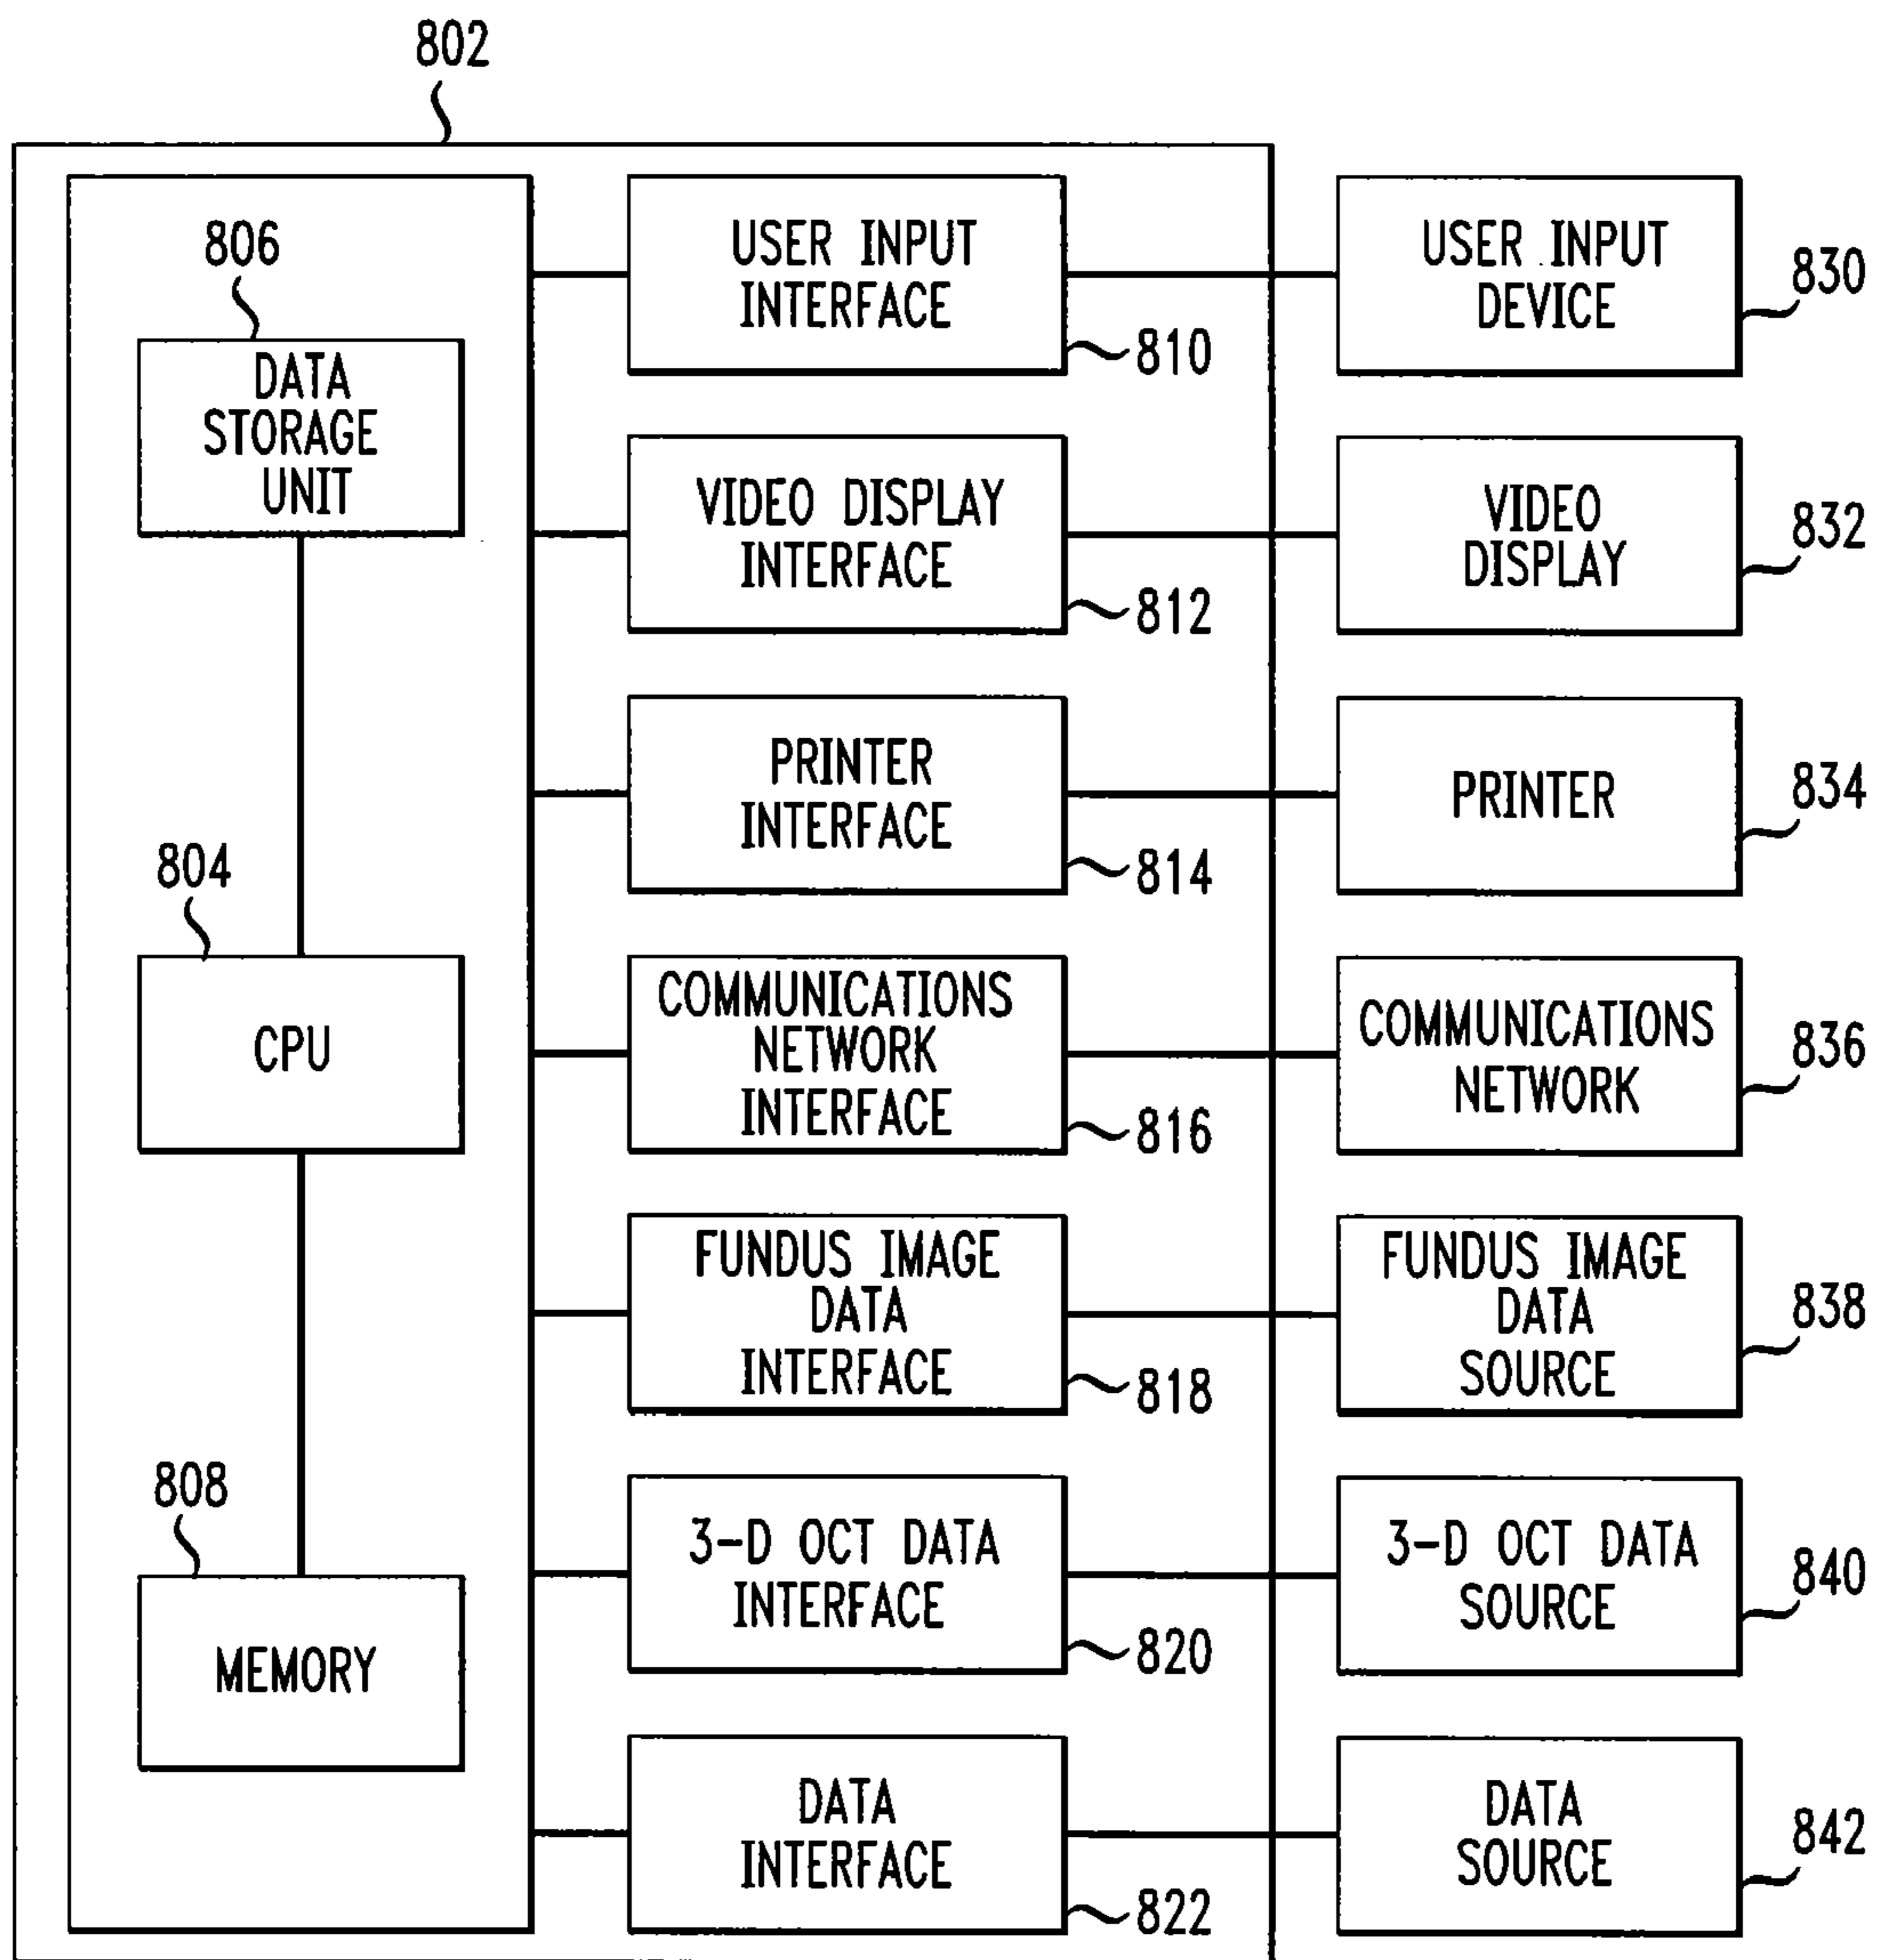 802
806
DATA
STORAGE
UNIT
804
CPU
808
MEMORY
USER INPUT
INTERFACE
810
VIDEO DISPLAY
INTERFACE
812
PRINTER
INTERFACE
814
COMMUNICATIONS
NETWORK
INTERFACE
816
FUNDUS IMAGE
DATA
INTERFACE
818
3-D OCT DATA
INTERFACE
820
DATA
INTERFACE
822
USER INPUT
DEVICE
830
VIDEO
DISPLAY
832
PRINTER
834
COMMUNICATIONS
NETWORK
836
FUNDUS IMAGE
DATA
SOURCE
838
3-D OCT DATA
SOURCE
840
DATA
SOURCE
842